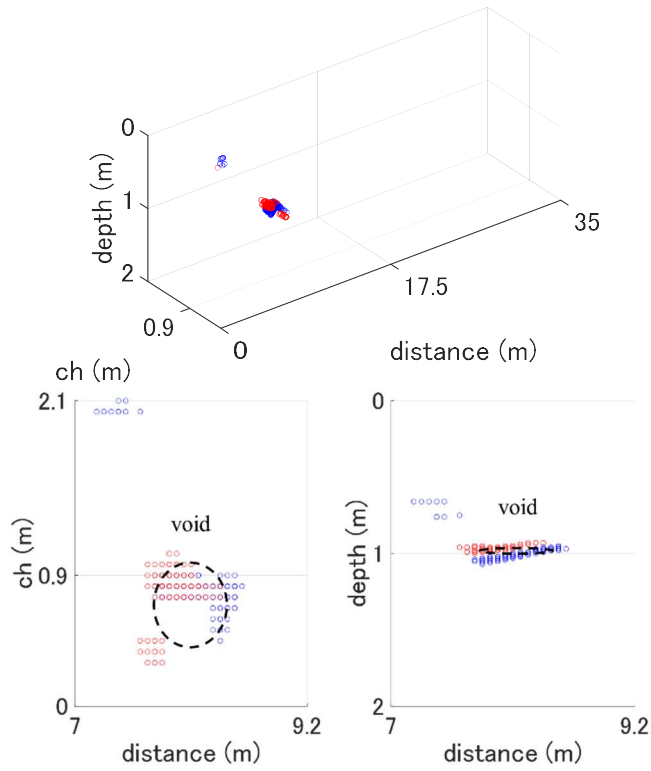 0
1
2
depth (m)
0.9
0
17.5
35
ch (m)
distance (m)
2.1
0.9
0
ch (m)
void
7
9.2
distance (m)
0
1
2
depth (m)
void
7
9.2
distance (m)